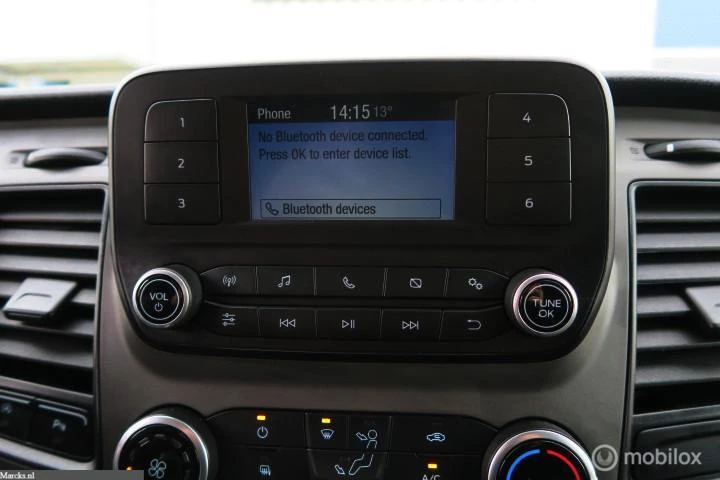 Phone 14:15 13°
No Bluetooth device connected.
Press OK to enter device list.
Bluetooth devices
1
2
3
4
5
6
VOL
TUNE
OK
A/C
mobilox
Marcks.nl